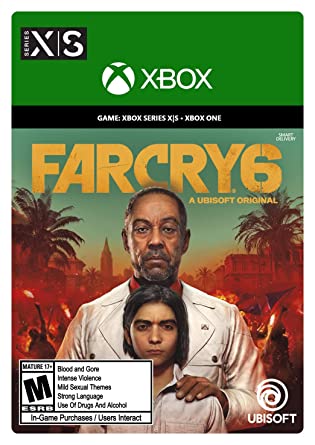 SERIES X|S
XBOX
GAME: XBOX SERIES X|S - XBOX ONE
SMART
DELIVERY
FARCRY6
A UBISOFT ORIGINAL
MATURE 17+
M
ESRB
Blood and Gore
Intense Violence
Mild Sexual Themes
Strong Language
Use Of Drugs And Alcohol
In-Game Purchases / Users Interact
UBISOFT